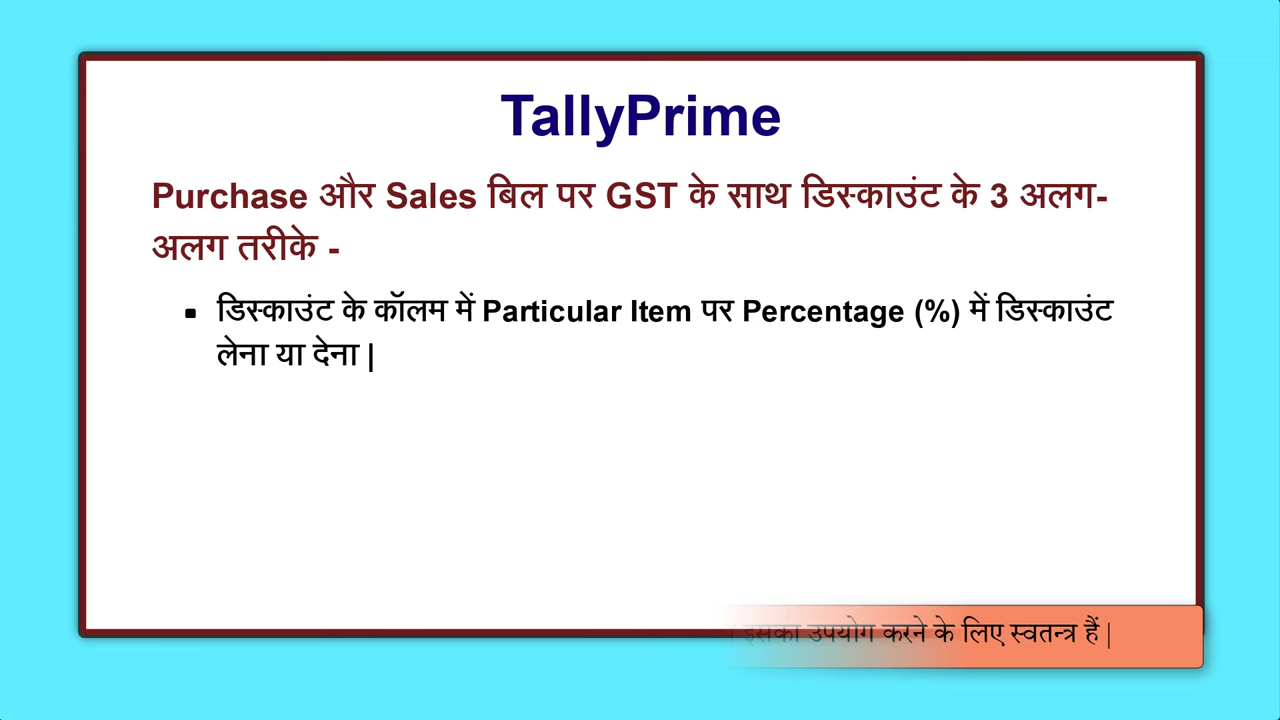 TallyPrime
Purchase और Sales बिल पर GST के साथ डिस्काउंट के 3 अलग-
अलग तरीके -
▪ डिस्काउंट के कॉलम में Particular Item पर Percentage (%) में डिस्काउंट
लेना या देना |
इसका उपयोग करने के लिए स्वतन्त्र हैं |